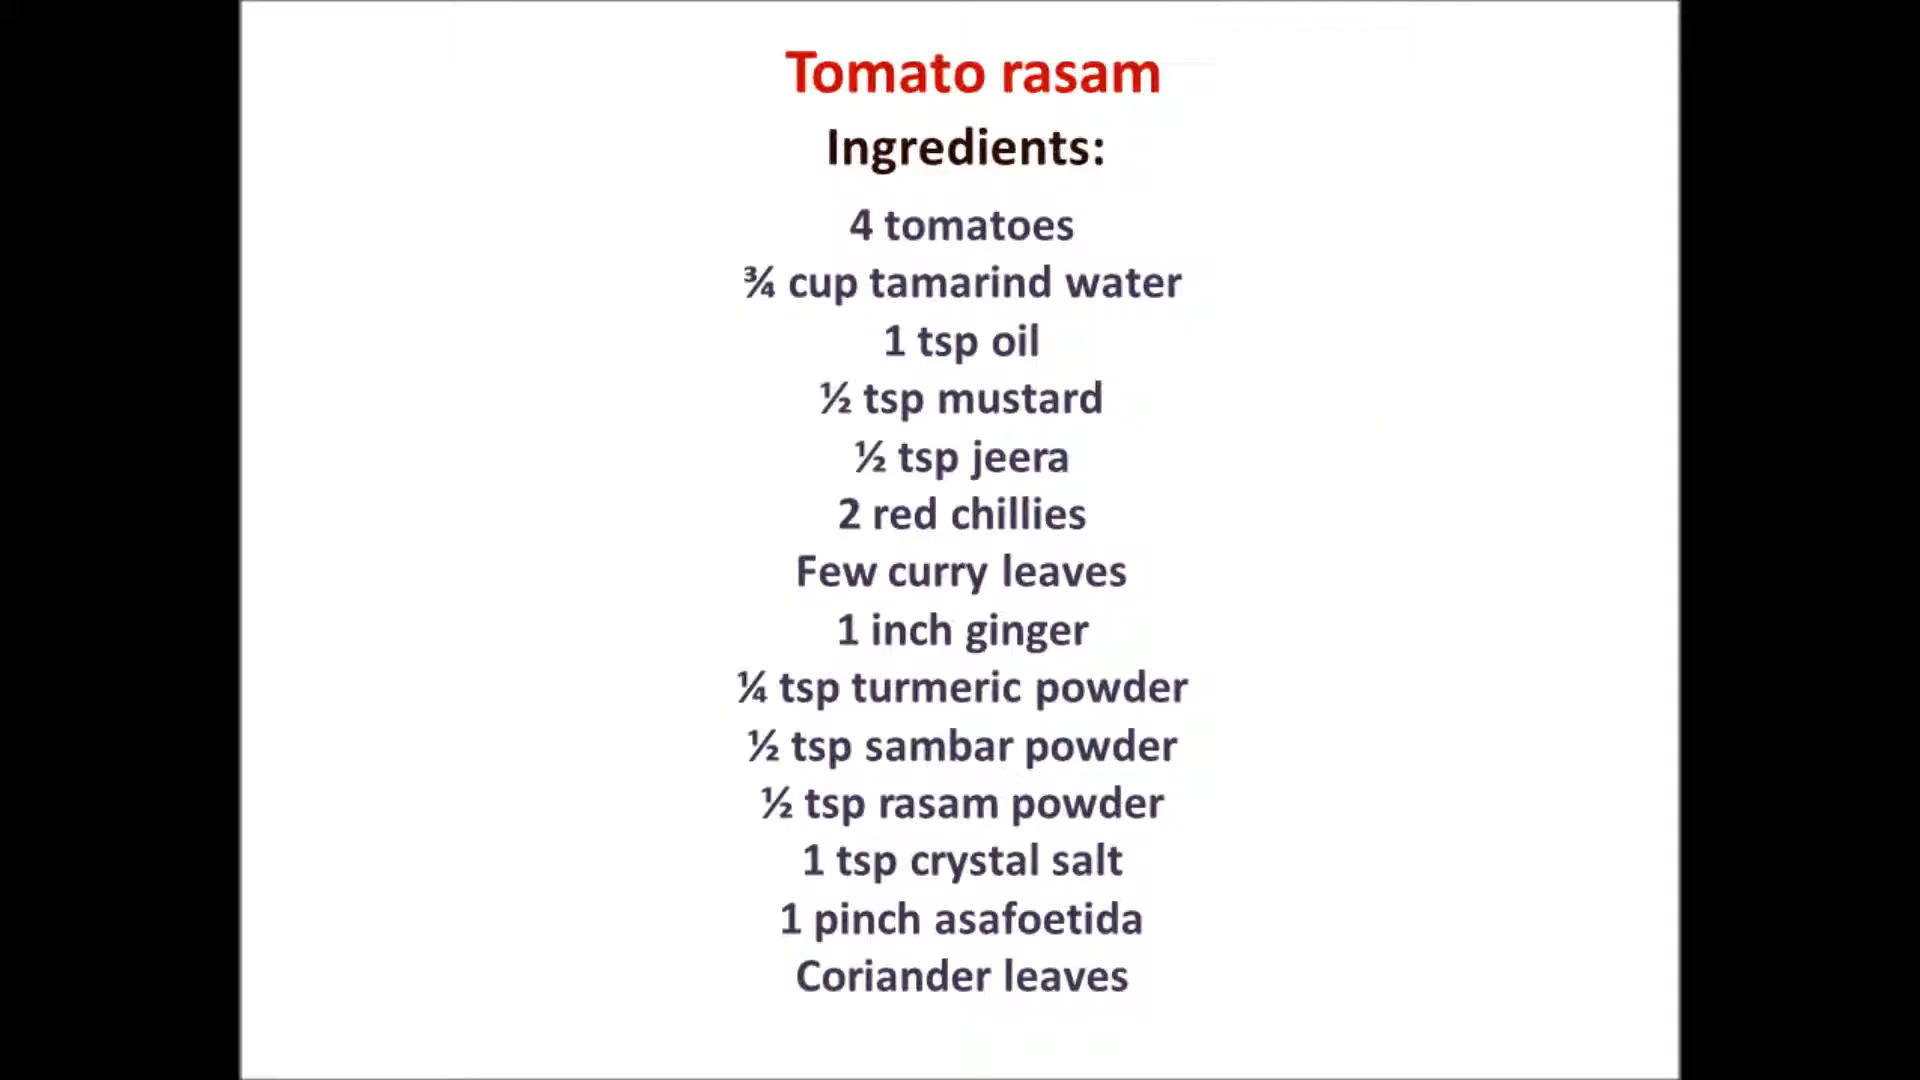 Tomato rasam
Ingredients:
4 tomatoes
¾ cup tamarind water
1 tsp oil
½ tsp mustard
½ tsp jeera
2 red chillies
Few curry leaves
1 inch ginger
¼ tsp turmeric powder
½ tsp sambar powder
½ tsp rasam powder
1 tsp crystal salt
1 pinch asafoetida
Coriander leaves